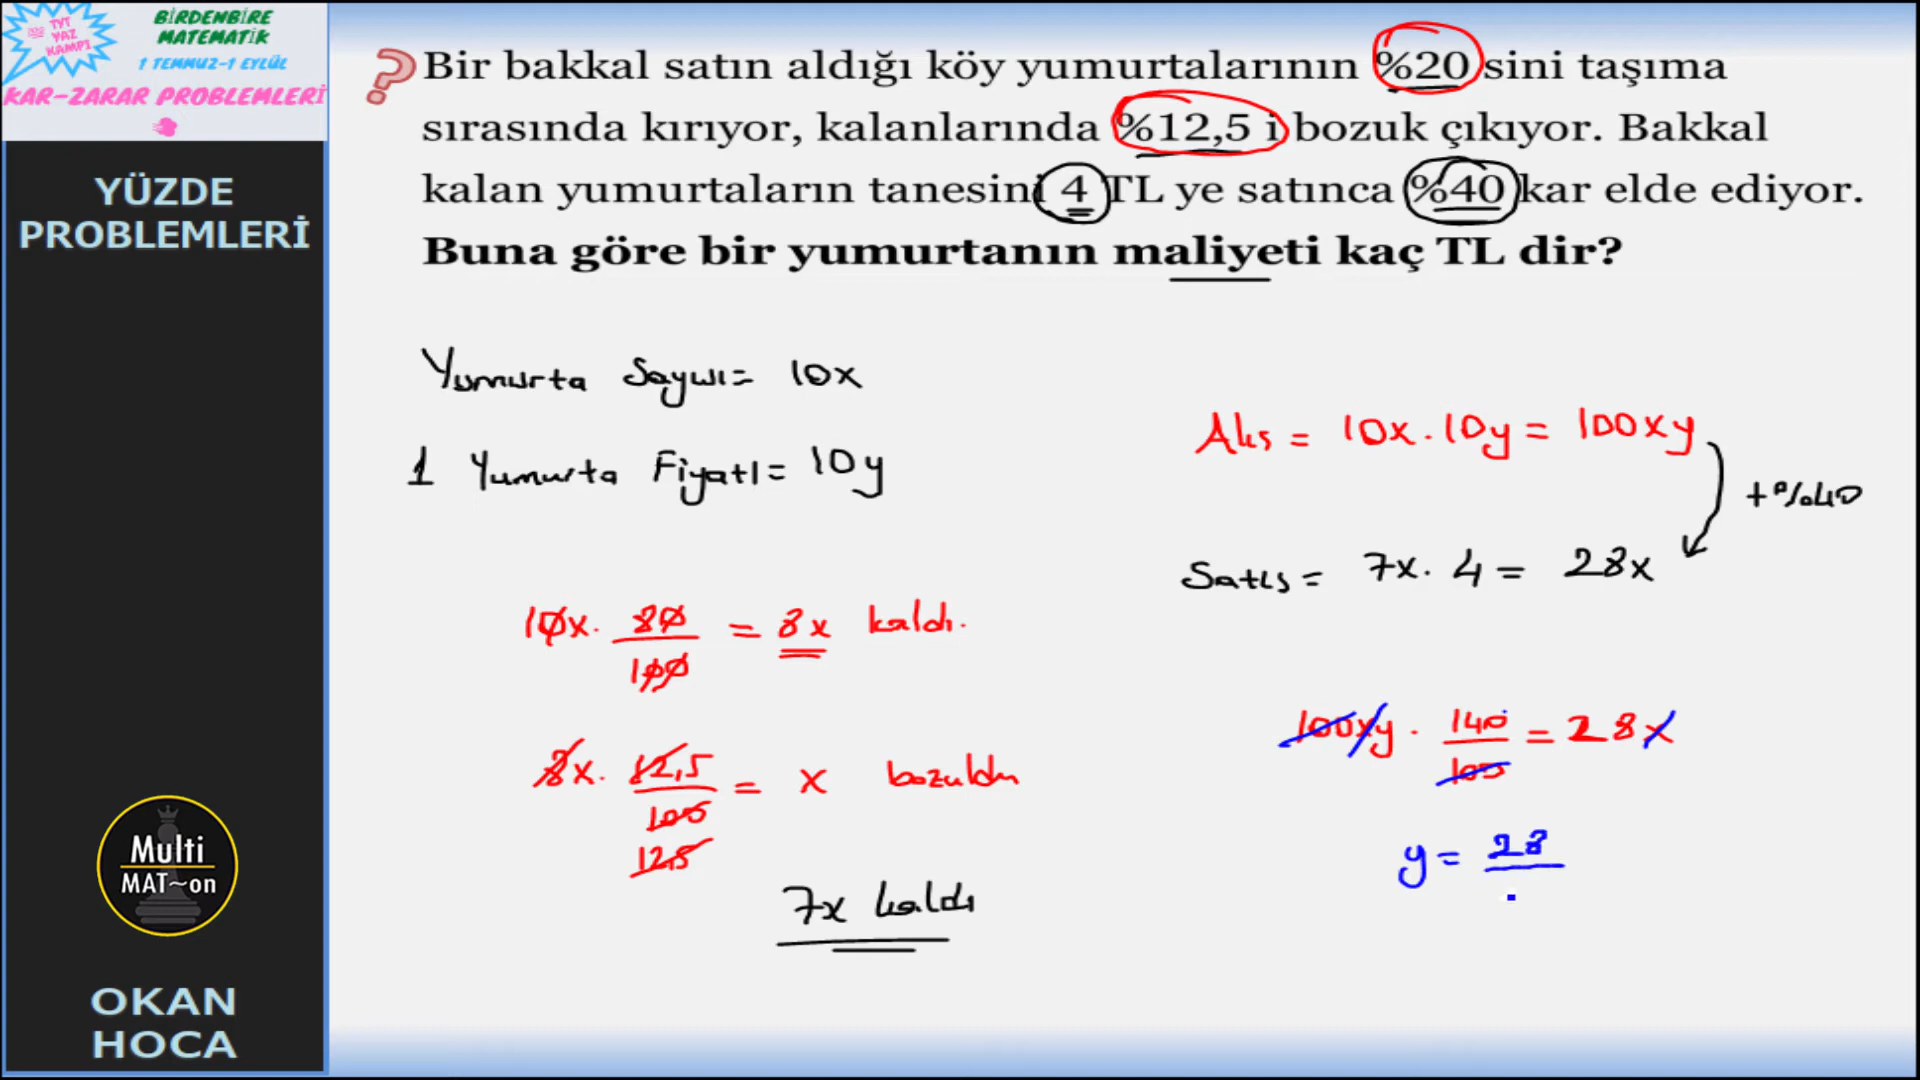 TYT
YAZ
KAMPI
BİRDENBİRE
MATEMATİK
1 TEMMUZ-1 EYLÜL
KAR-ZARAR PROBLEMLERİ
YÜZDE
PROBLEMLERİ
Multi
MAT~on
OKAN
HOCA
? Bir bakkal satın aldığı köy yumurtalarının %20 sini taşıma
sırasında kırıyor, kalanlarında %12,5 i bozuk çıkıyor. Bakkal
kalan yumurtaların tanesini 4 TL ye satınca %40 kar elde ediyor.
Buna göre bir yumurtanın maliyeti kaç TL dir?
Yumurta Sayısı = 10x
1 Yumurta Fiyatı = 10y
10x . 80/100 = 8x kaldı.
8x . 12,5/100 = x bozuldu
12,5
7x kaldı
Alış = 10x . 10y = 100xy
+%40
Satış = 7x . 4 = 28x
100xy . 140/100 = 28x
y = 28